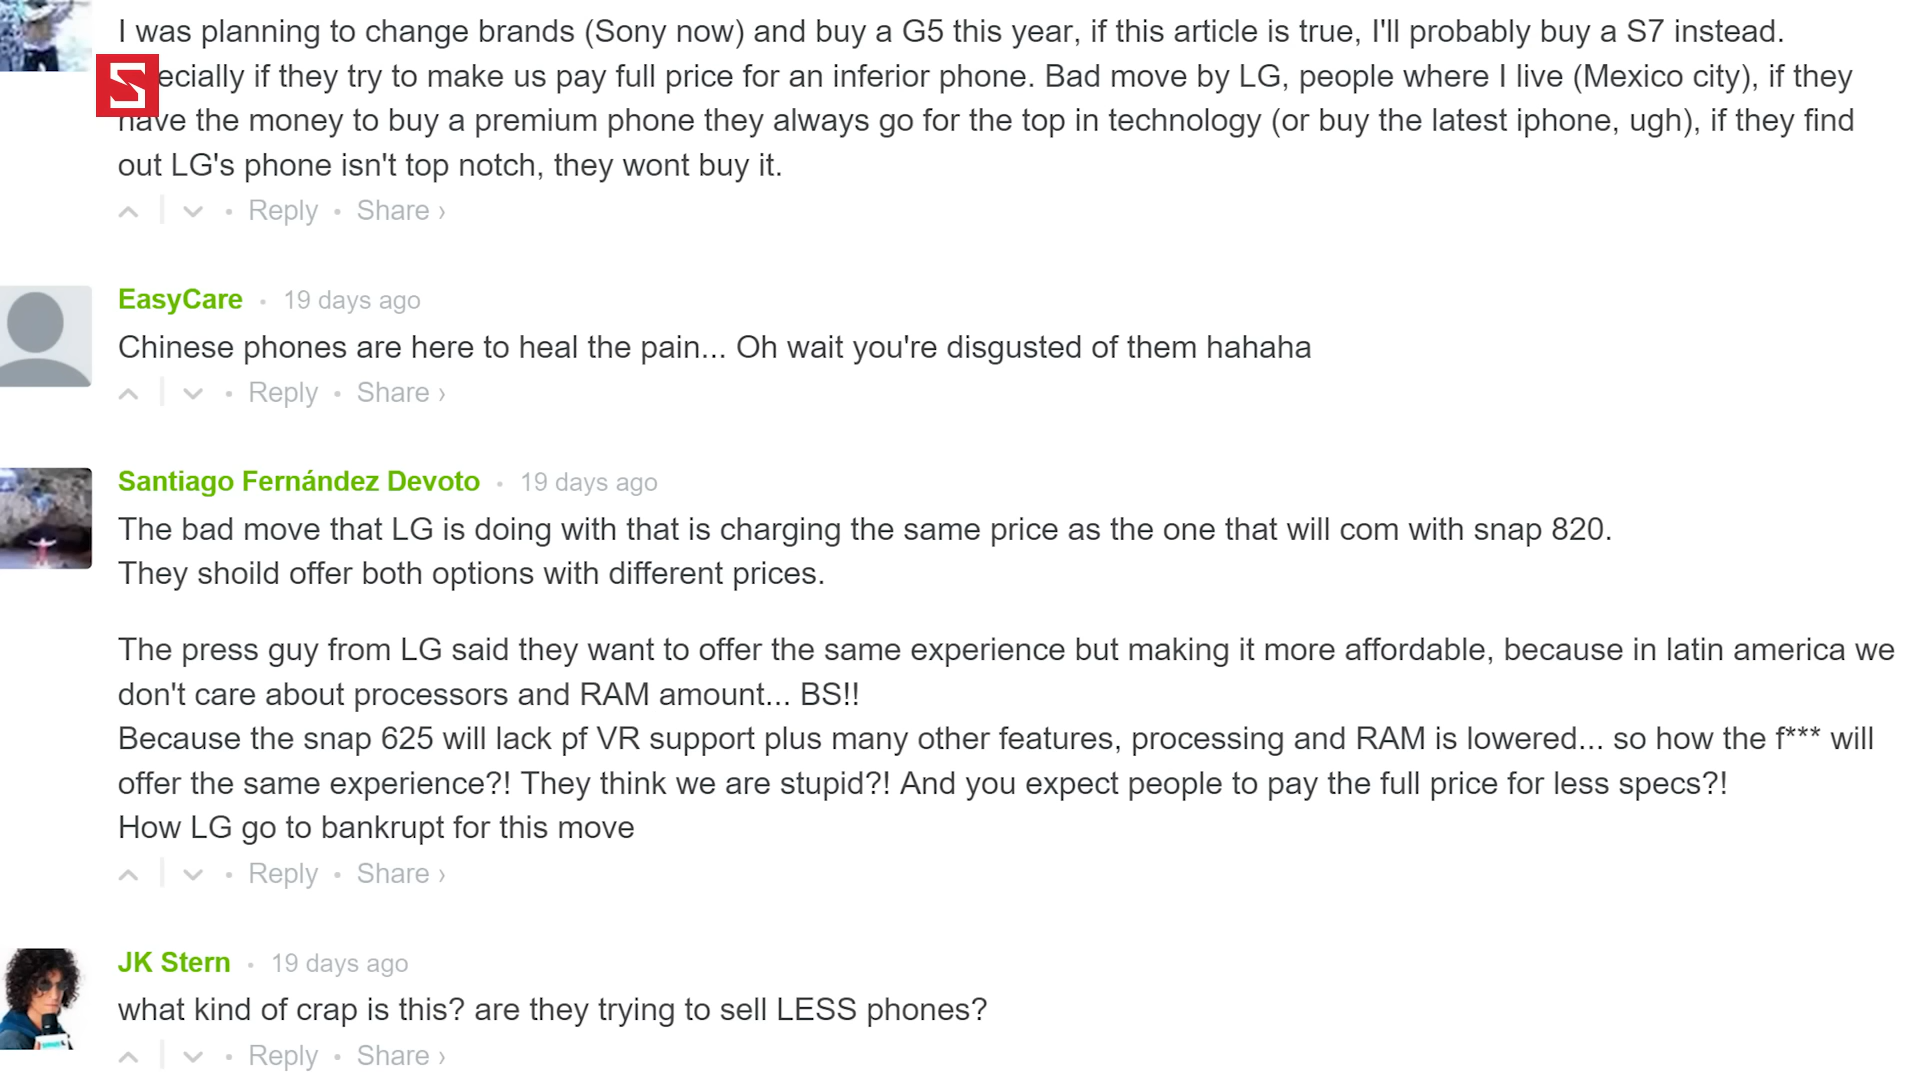 I was planning to change brands (Sony now) and buy a G5 this year, if this article is true, I'll probably buy a S7 instead.
S
ecially if they try to make us pay full price for an inferior phone. Bad move by LG, people where I live (Mexico city), if they
have the money to buy a premium phone they always go for the top in technology (or buy the latest iphone, ugh), if they find
out LG's phone isn't top notch, they wont buy it.
• Reply • Share ›
EasyCare • 19 days ago
Chinese phones are here to heal the pain... Oh wait you're disgusted of them hahaha
• Reply • Share ›
Santiago Fernández Devoto • 19 days ago
The bad move that LG is doing with that is charging the same price as the one that will com with snap 820.
They shoild offer both options with different prices.
The press guy from LG said they want to offer the same experience but making it more affordable, because in latin america we
don't care about processors and RAM amount... BS!!
Because the snap 625 will lack pf VR support plus many other features, processing and RAM is lowered... so how the f*** will
offer the same experience?! They think we are stupid?! And you expect people to pay the full price for less specs?!
How LG go to bankrupt for this move
• Reply • Share ›
JK Stern • 19 days ago
what kind of crap is this? are they trying to sell LESS phones?
• Reply • Share ›